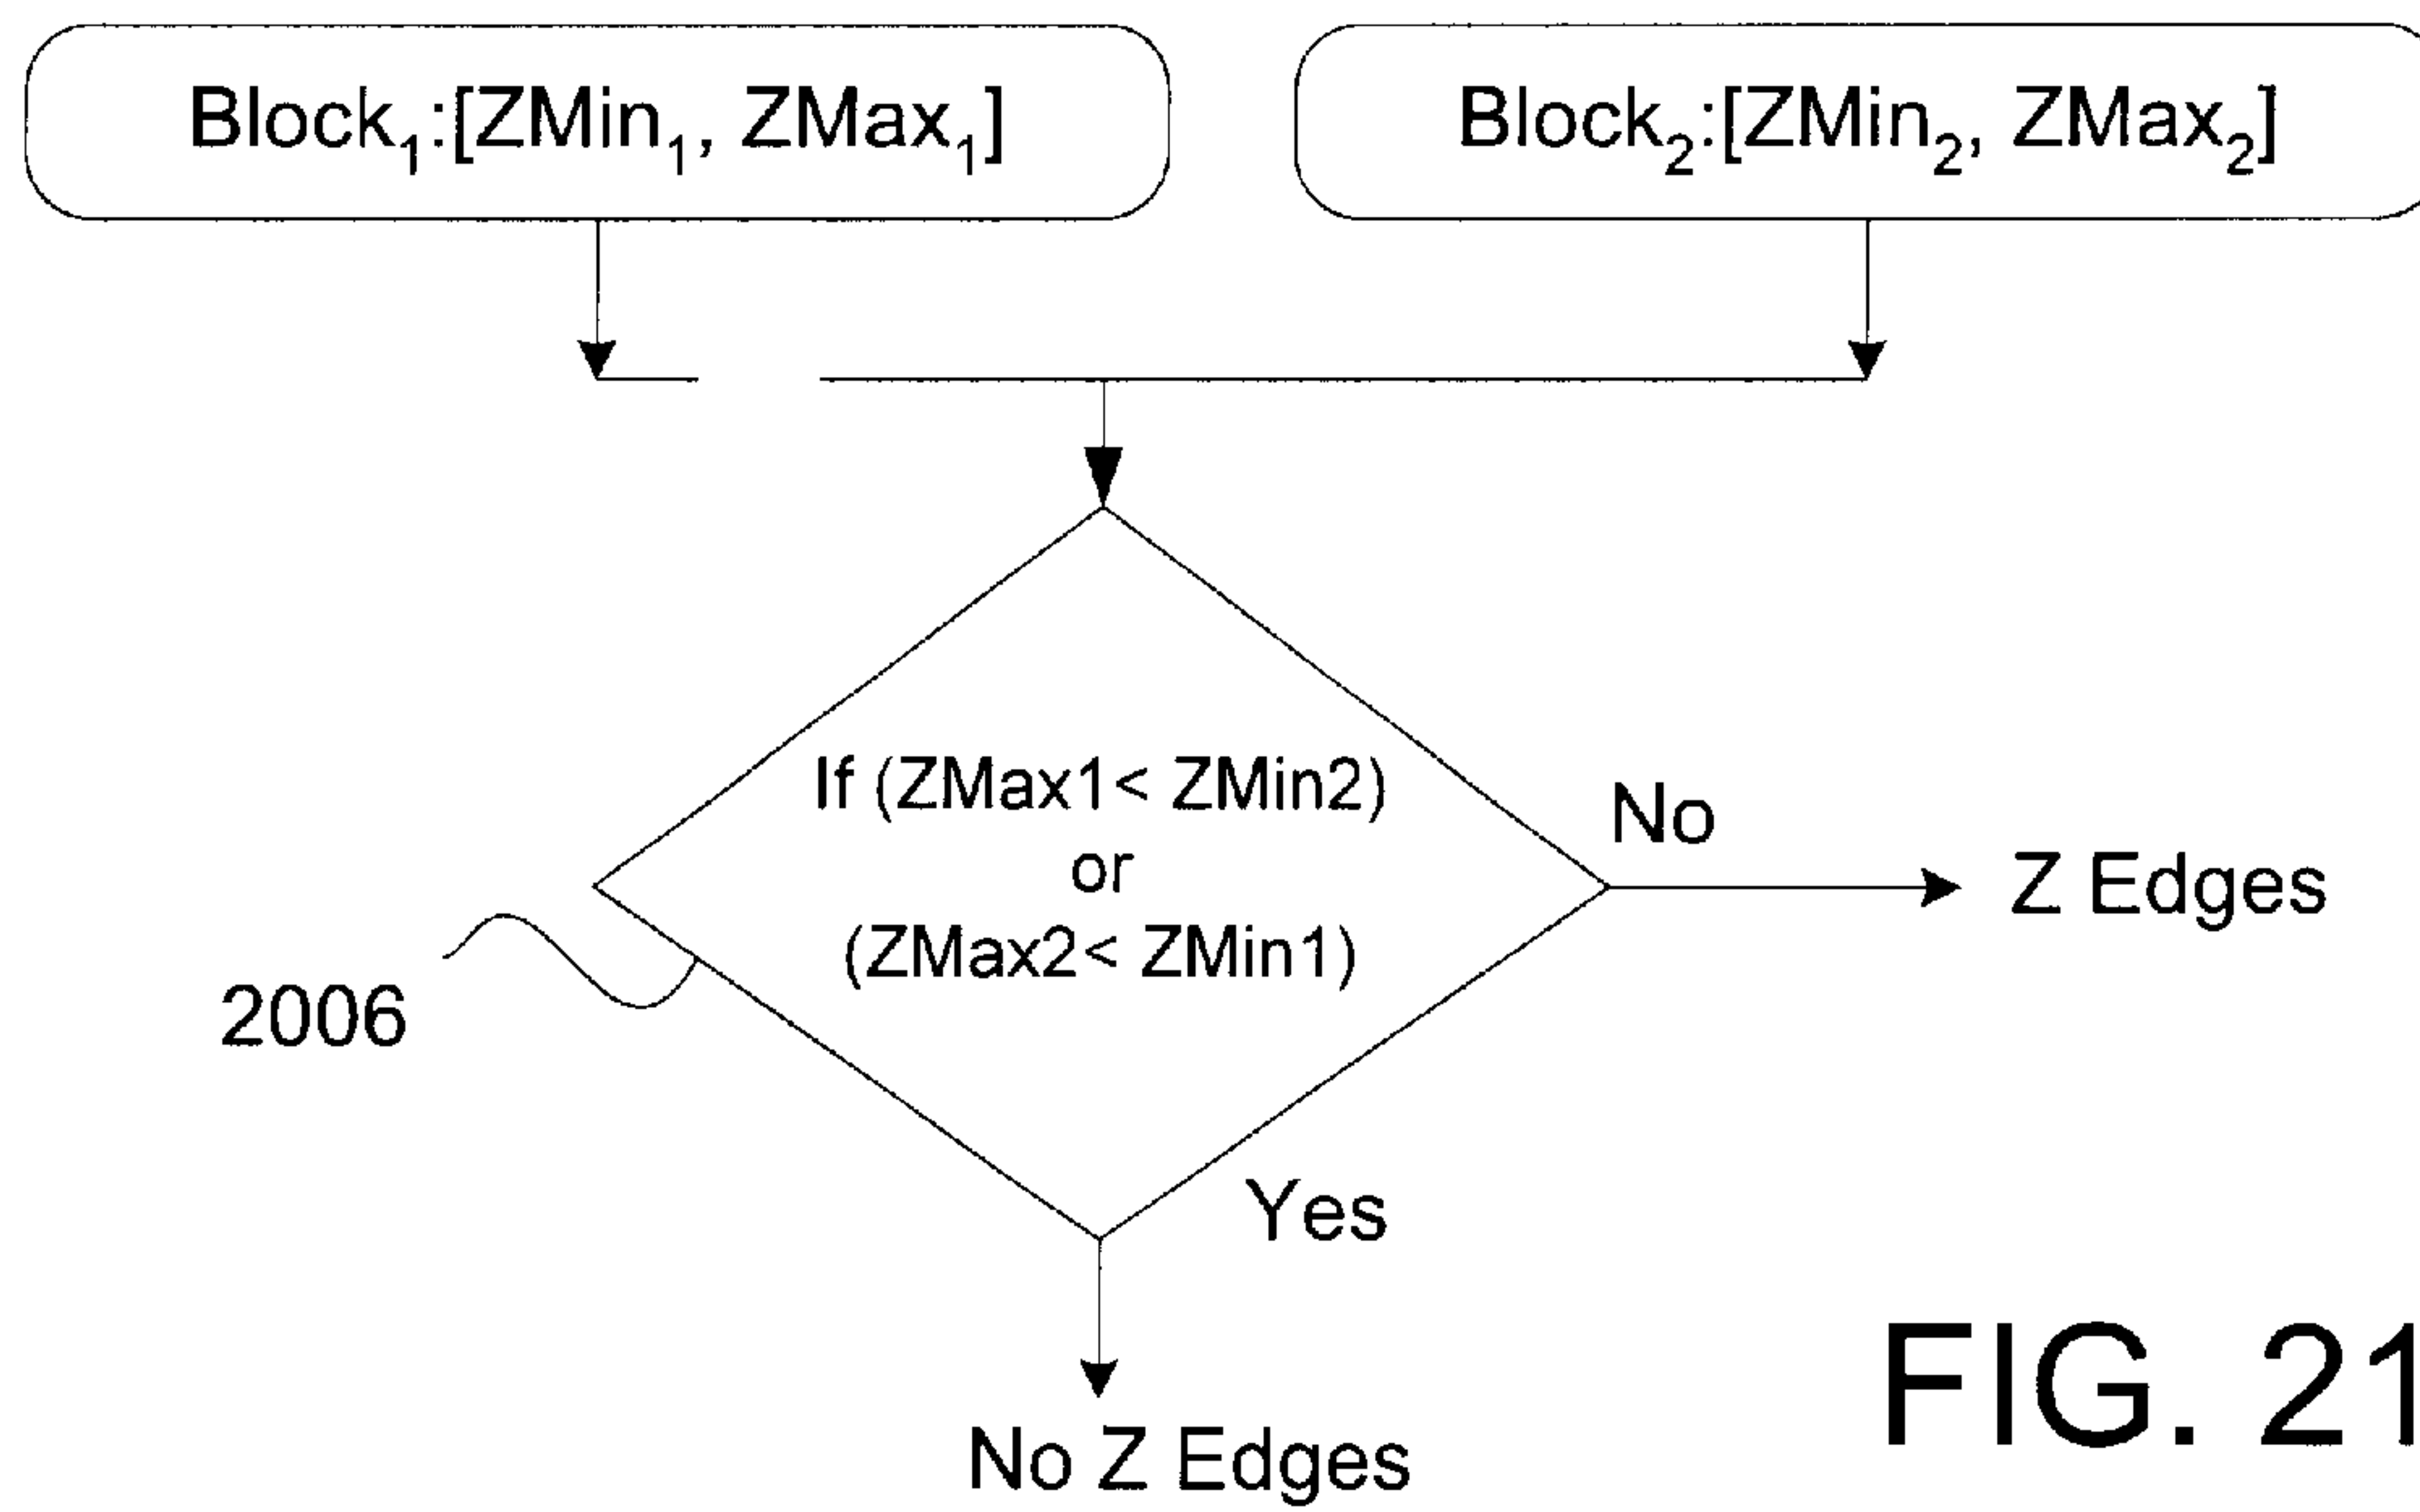 Block₁:[ZMin₁, ZMax₁]
Block₂:[ZMin₂, ZMax₂]
If (ZMax1< ZMin2)
or
(ZMax2< ZMin1)
No
Z Edges
2006
Yes
No Z Edges
FIG. 21